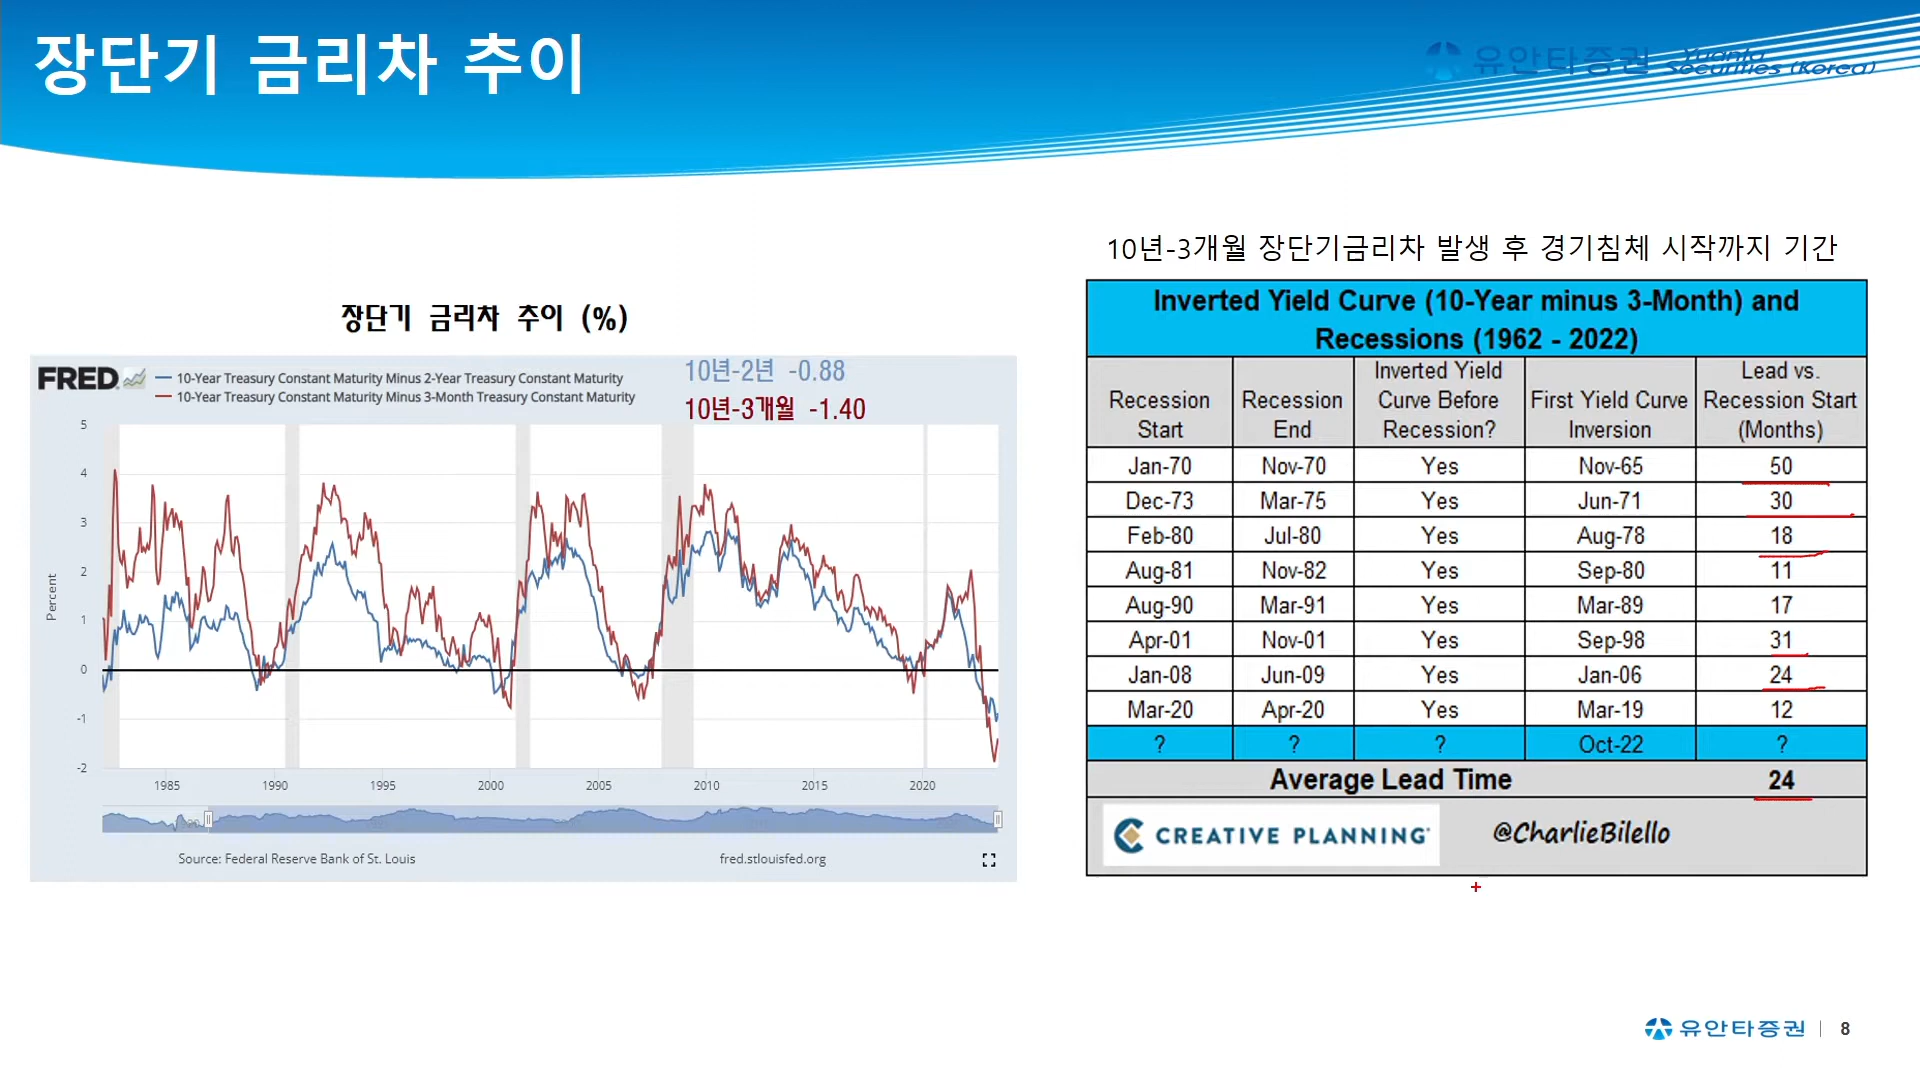 장단기 금리차 추이
유안타증권 Yuanta Securities (Korea)
10년-3개월 장단기금리차 발생 후 경기침체 시작까지 기간
장단기 금리차 추이 (%)
FRED
10-Year Treasury Constant Maturity Minus 2-Year Treasury Constant Maturity
10-Year Treasury Constant Maturity Minus 3-Month Treasury Constant Maturity
10년-2년 -0.88
10년-3개월 -1.40
Percent
5
4
3
2
1
0
-1
-2
1985 1990 1995 2000 2005 2010 2015 2020
Source: Federal Reserve Bank of St. Louis
fred.stlouisfed.org
Inverted Yield Curve (10-Year minus 3-Month) and
Recessions (1962 - 2022)
Recession Start Recession End Inverted Yield Curve Before Recession? First Yield Curve Inversion Lead vs. Recession Start (Months)
Jan-70 Nov-70 Yes Nov-65 50
Dec-73 Mar-75 Yes Jun-71 30
Feb-80 Jul-80 Yes Aug-78 18
Aug-81 Nov-82 Yes Sep-80 11
Aug-90 Mar-91 Yes Mar-89 17
Apr-01 Nov-01 Yes Sep-98 31
Jan-08 Jun-09 Yes Jan-06 24
Mar-20 Apr-20 Yes Mar-19 12
? ? ? Oct-22 ?
Average Lead Time 24
CREATIVE PLANNING
@CharlieBilello
유안타증권 | 8